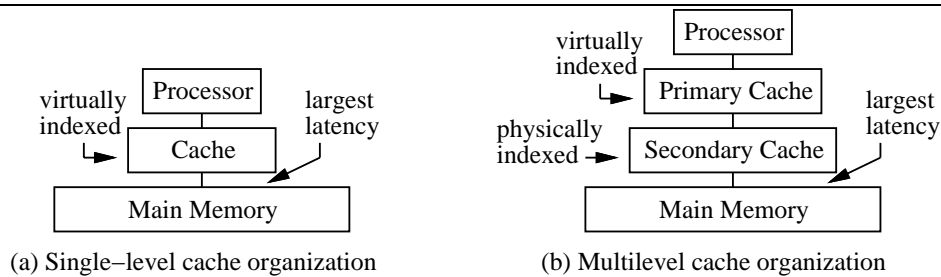 Processor
virtually
indexed
Cache
largest
latency
Main Memory
(a) Single–level cache organization
Processor
virtually
indexed
Primary Cache
physically
indexed
Secondary Cache
largest
latency
Main Memory
(b) Multilevel cache organization